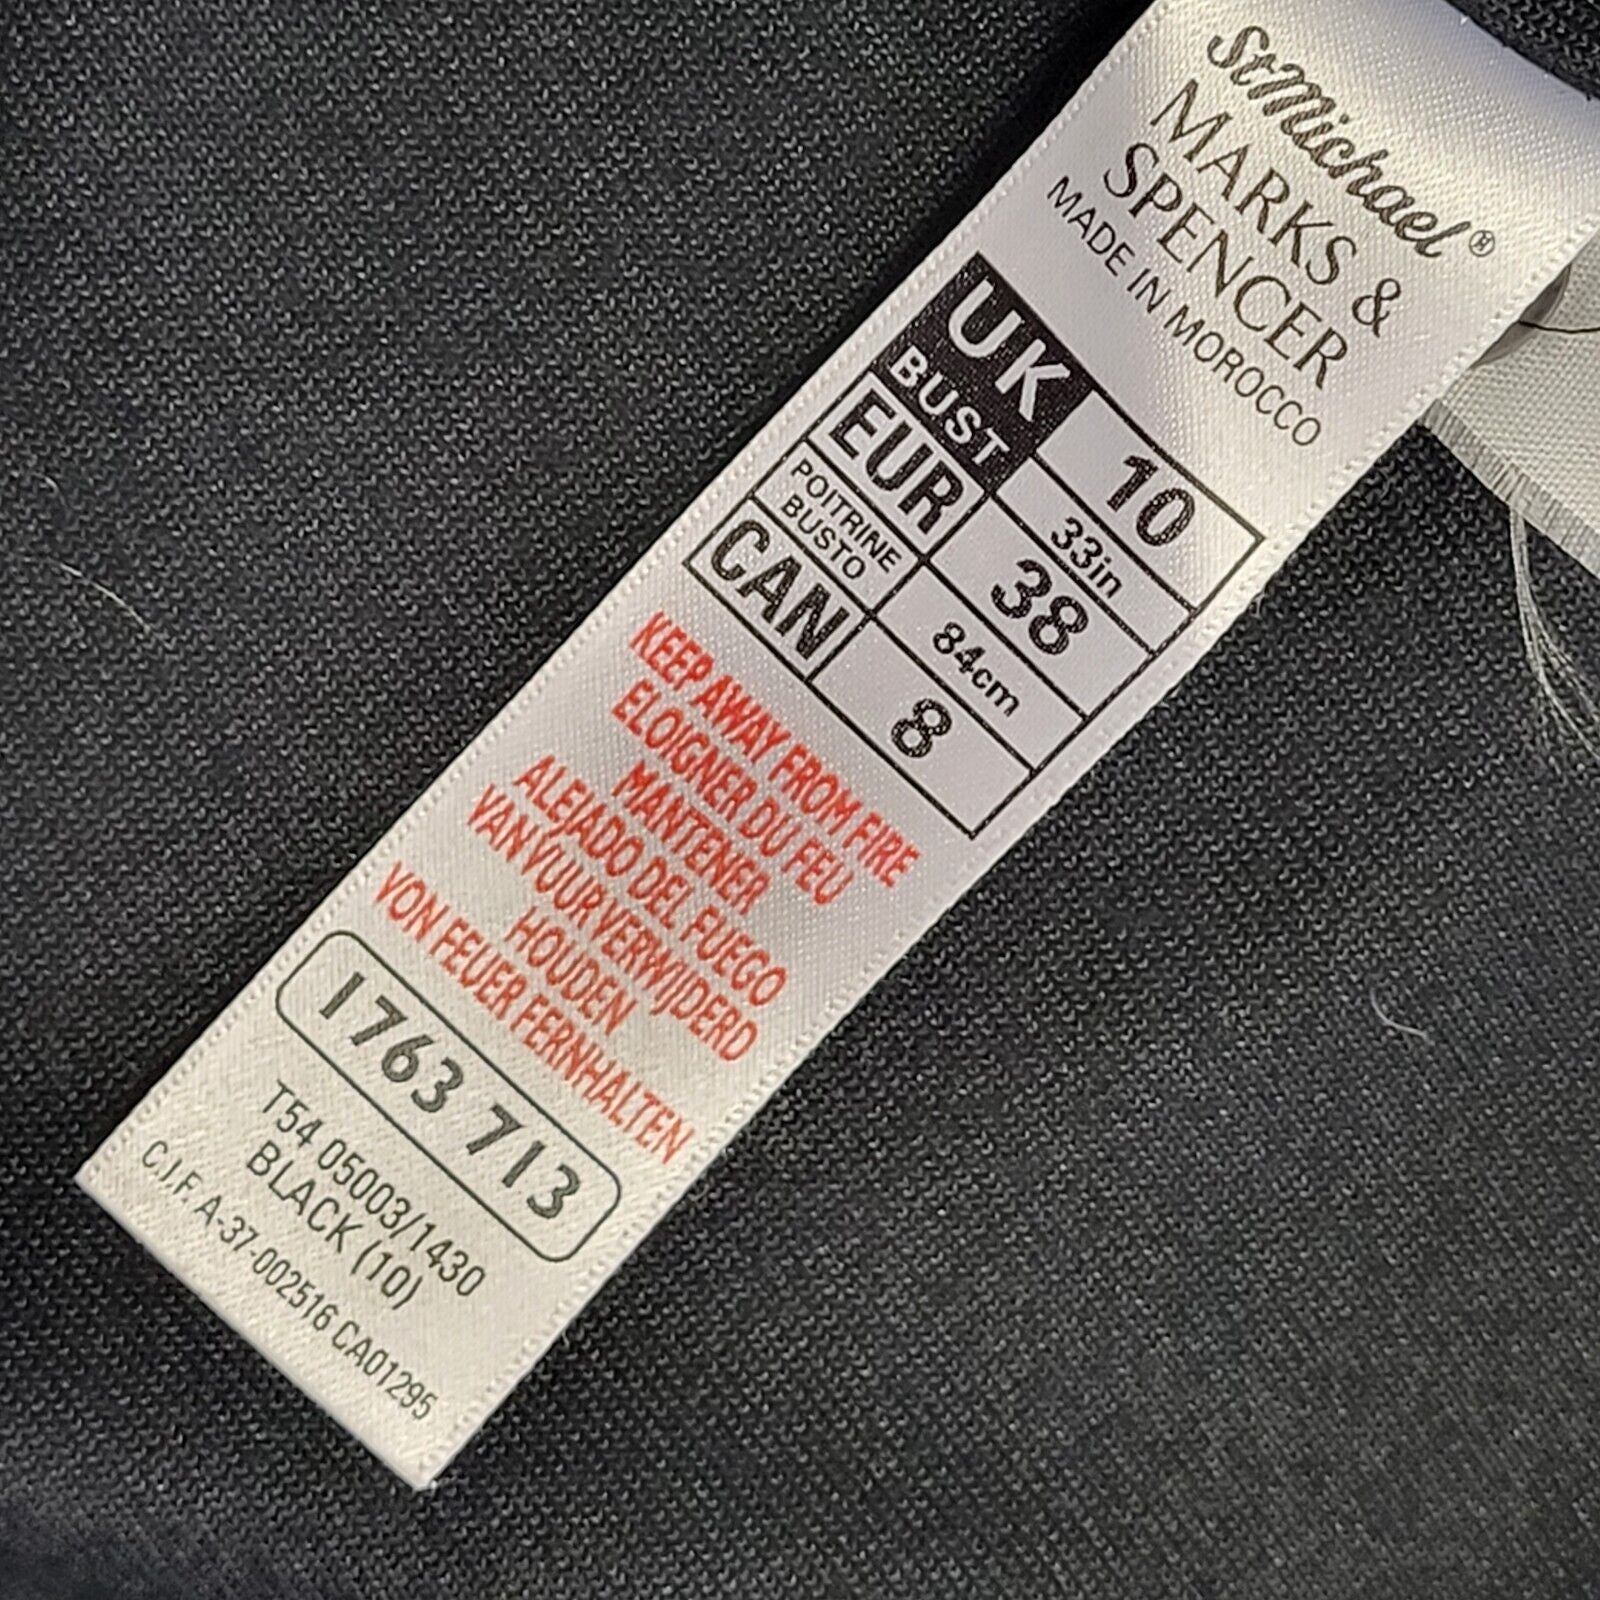 StMichael®
MARKS &
SPENCER
MADE IN MOROCCO
UK 10
BUST 33in
EUR 38
POITRINE
BUSTO 84cm
CAN 8
KEEP AWAY FROM FIRE
ELOIGNER DU FEU
MANTENER
ALEJADO DEL FUEGO
VAN VUUR VERWIJDERD
HOUDEN
VON FEUER FERNHALTEN
1763 713
T54 05003/1430
BLACK (10)
C.I.F. A-37-002516 CA01295